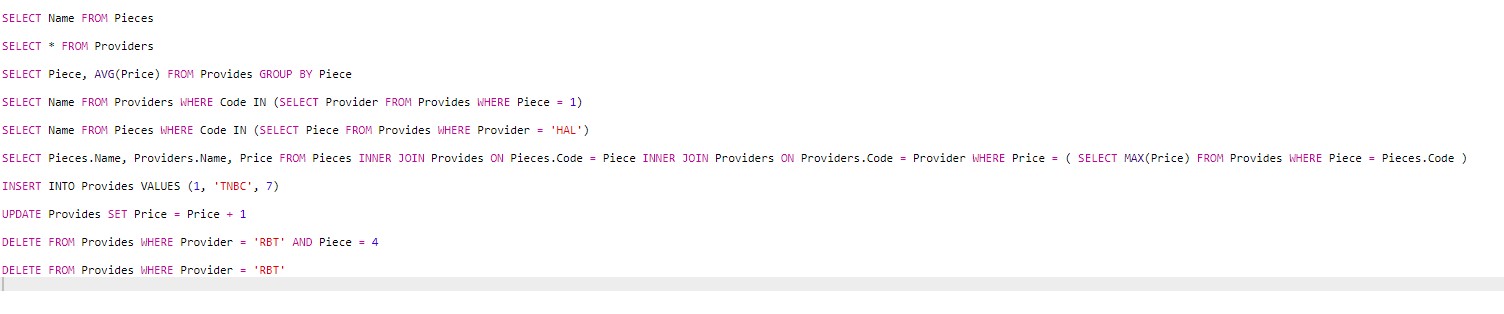 SELECT Name FROM Pieces
SELECT * FROM Providers
SELECT Piece, AVG(Price) FROM Provides GROUP BY Piece
SELECT Name FROM Providers WHERE Code IN (SELECT Provider FROM Provides WHERE Piece = 1)
SELECT Name FROM Pieces WHERE Code IN (SELECT Piece FROM Provides WHERE Provider = 'HAL')
SELECT Pieces.Name, Providers.Name, Price FROM Pieces INNER JOIN Provides ON Pieces.Code = Piece INNER JOIN Providers ON Providers.Code = Provider WHERE Price = ( SELECT MAX(Price) FROM Provides WHERE Piece = Pieces.Code )
INSERT INTO Provides VALUES (1, 'TNBC', 7)
UPDATE Provides SET Price = Price + 1
DELETE FROM Provides WHERE Provider = 'RBT' AND Piece = 4
DELETE FROM Provides WHERE Provider = 'RBT'